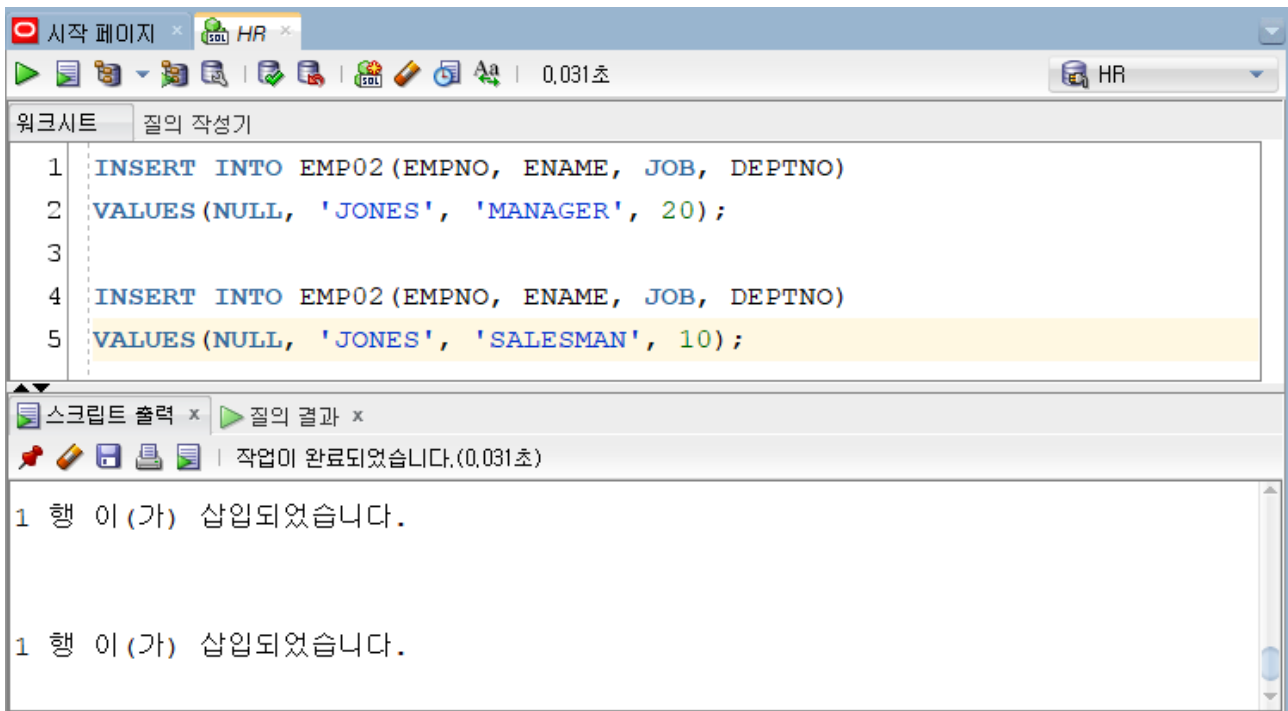 시작 페이지 × SQL HR ×
0,031초 HR
워크시트 질의 작성기
1 INSERT INTO EMP02(EMPNO, ENAME, JOB, DEPTNO)
2 VALUES(NULL, 'JONES', 'MANAGER', 20);
3
4 INSERT INTO EMP02(EMPNO, ENAME, JOB, DEPTNO)
5 VALUES(NULL, 'JONES', 'SALESMAN', 10);
스크립트 출력 x 질의 결과 x
작업이 완료되었습니다.(0,031초)
1 행 이(가) 삽입되었습니다.
1 행 이(가) 삽입되었습니다.